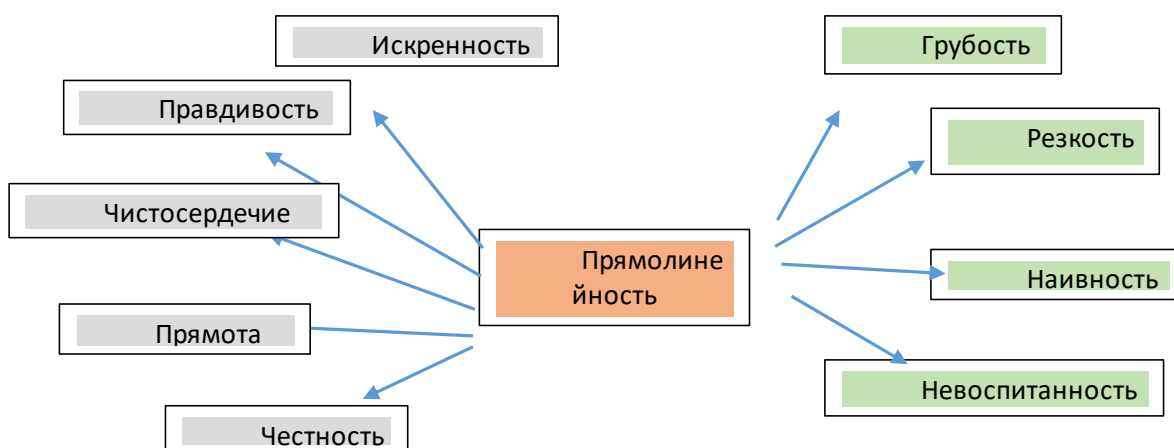 Искренность
Грубость
Правдивость
Резкость
Чистосердечие
Прямолине
йность
Наивность
Прямота
Невоспитанность
Честность